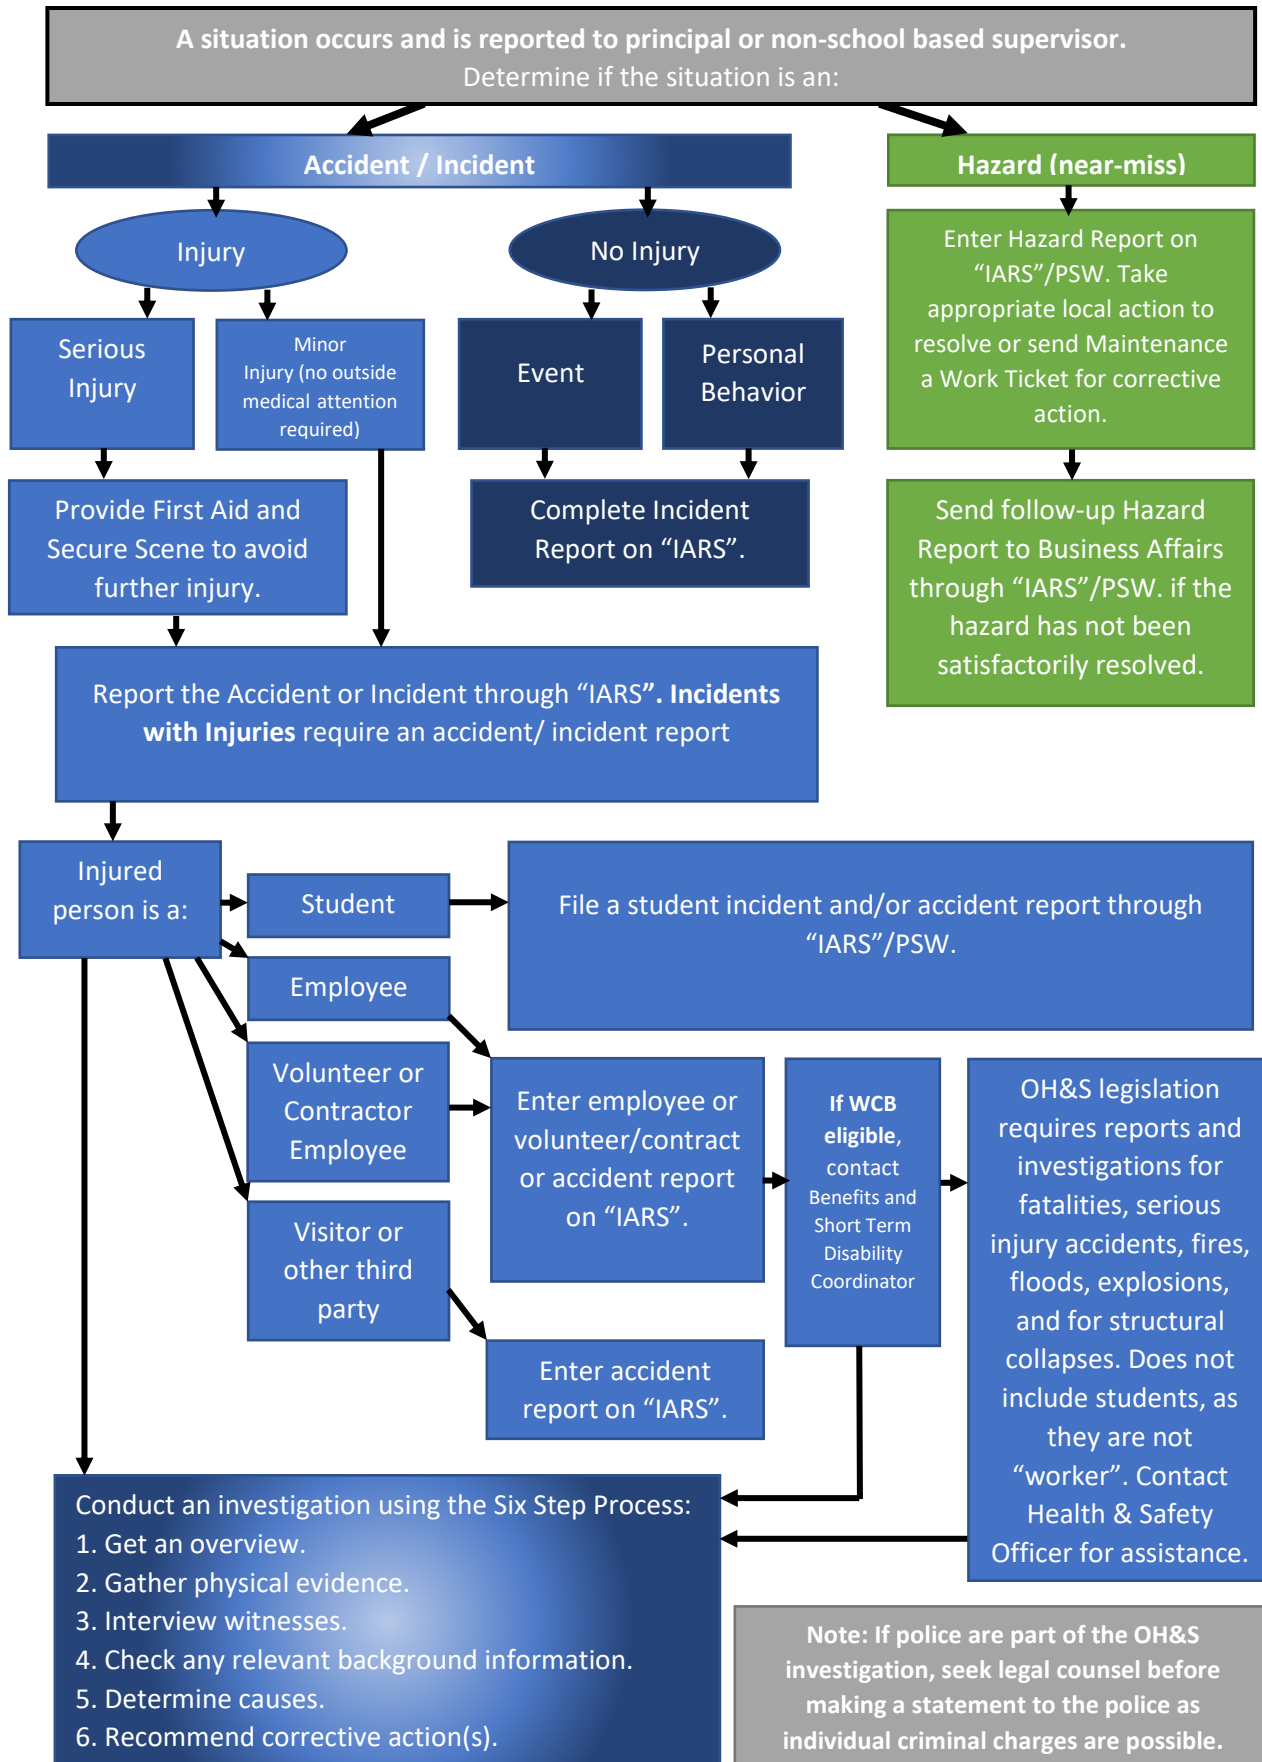 A situation occurs and is reported to principal or non-school based supervisor.
Determine if the situation is an:
Accident / Incident
Hazard (near-miss)
Injury
No Injury
Enter Hazard Report on
“IARS”/PSW. Take
appropriate local action to
resolve or send Maintenance
a Work Ticket for corrective
action.
Serious
Injury
Minor
Injury (no outside
medical attention
required)
Event
Personal
Behavior
Provide First Aid and
Secure Scene to avoid
further injury.
Complete Incident
Report on “IARS”.
Send follow-up Hazard
Report to Business Affairs
through “IARS”/PSW. if the
hazard has not been
satisfactorily resolved.
Report the Accident or Incident through “IARS”. Incidents
with Injuries require an accident/ incident report
Injured
person is a:
Student
File a student incident and/or accident report through
“IARS”/PSW.
Employee
Volunteer or
Contractor
Employee
Enter employee or
volunteer/contract
or accident report
on “IARS”.
If WCB
eligible,
contact
Benefits and
Short Term
Disability
Coordinator
OH&S legislation
requires reports and
investigations for
fatalities, serious
injury accidents, fires,
floods, explosions,
and for structural
collapses. Does not
include students, as
they are not
“worker”. Contact
Health & Safety
Officer for assistance.
Visitor or
other third
party
Enter accident
report on “IARS”.
Conduct an investigation using the Six Step Process:
1. Get an overview.
2. Gather physical evidence.
3. Interview witnesses.
4. Check any relevant background information.
5. Determine causes.
6. Recommend corrective action(s).
Note: If police are part of the OH&S
investigation, seek legal counsel before
making a statement to the police as
individual criminal charges are possible.